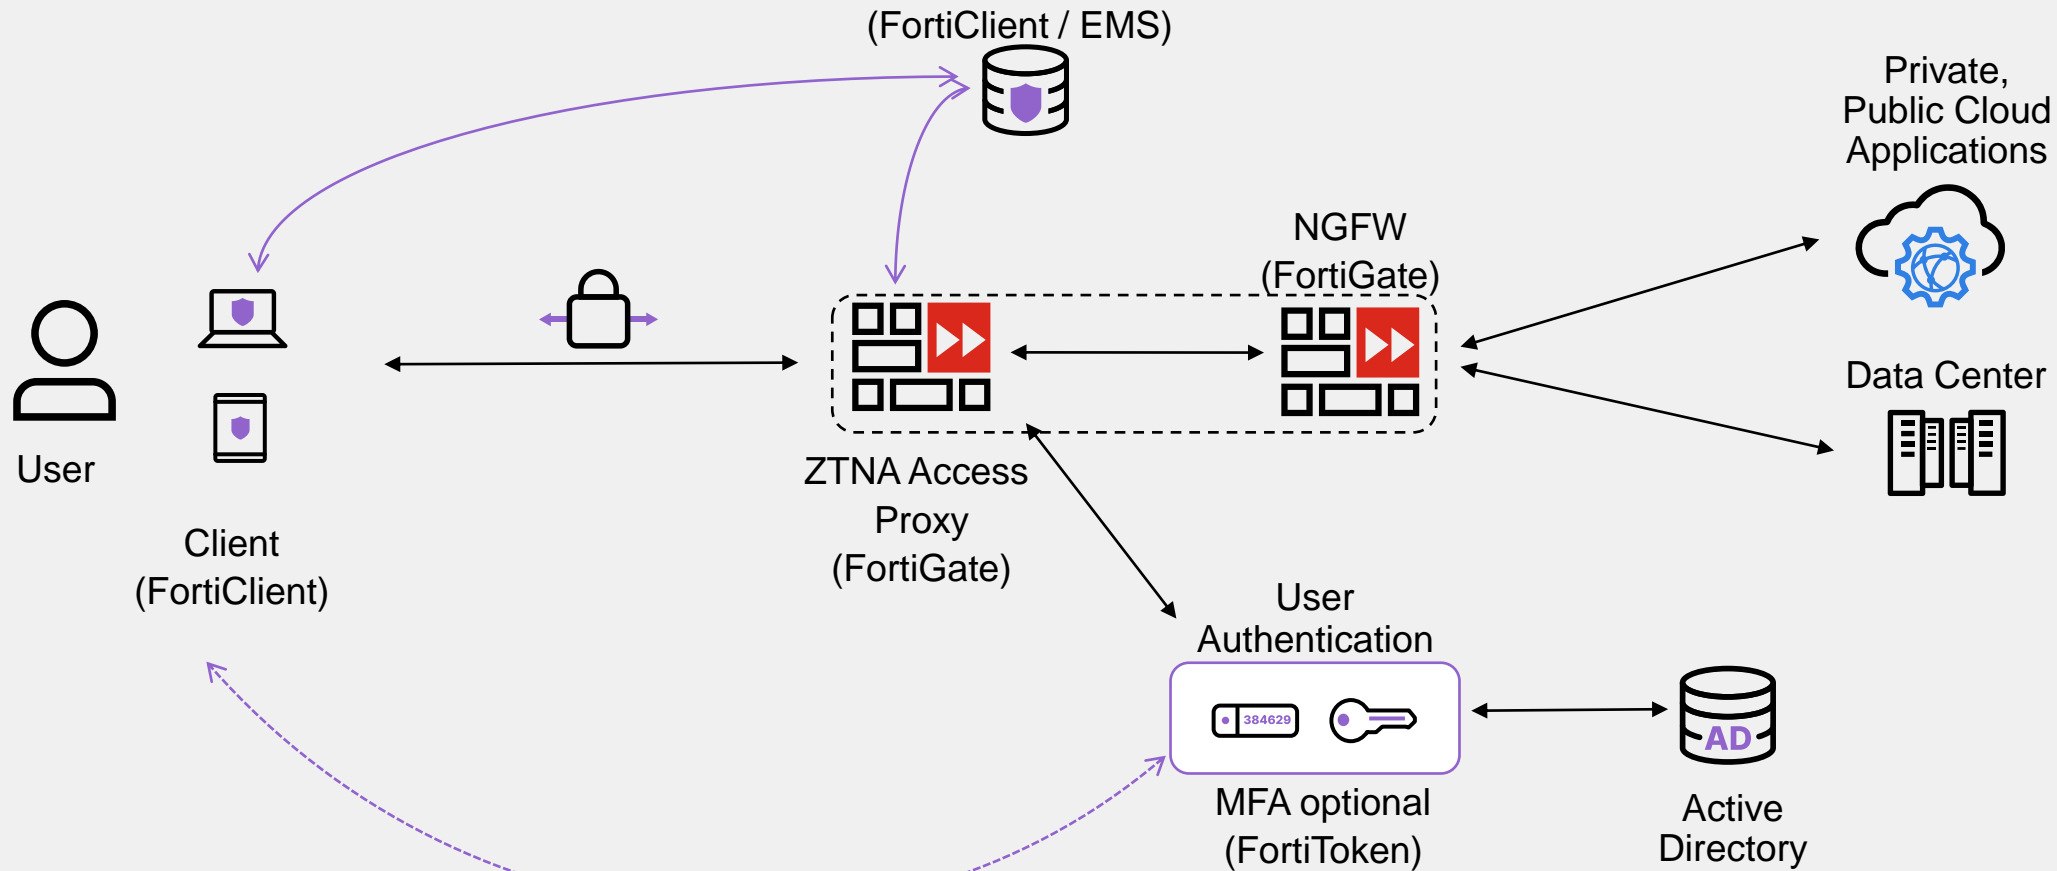 (FortiClient / EMS)
Private,
Public Cloud
Applications
NGFW
(FortiGate)
Data Center
User
ZTNA Access
Proxy
(FortiGate)
Client
(FortiClient)
User
Authentication
384629
AD
MFA optional
(FortiToken)
Active
Directory